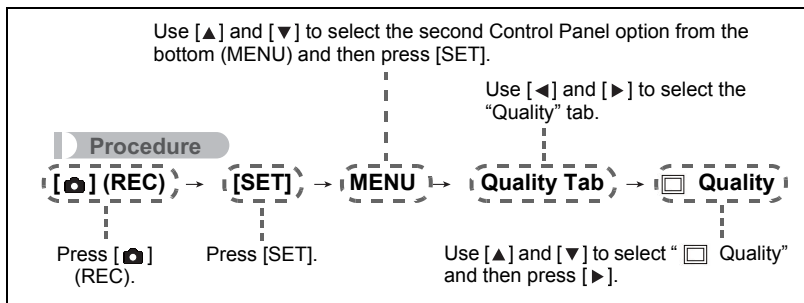 Use [▲] and [▼] to select the second Control Panel option from the
bottom (MENU) and then press [SET].
Use [◄] and [►] to select the
“Quality” tab.
Procedure
[📷] (REC) → [SET] → MENU → Quality Tab → □ Quality
Press [📷]
(REC).
Press [SET].
Use [▲] and [▼] to select “ □ Quality”
and then press [►].